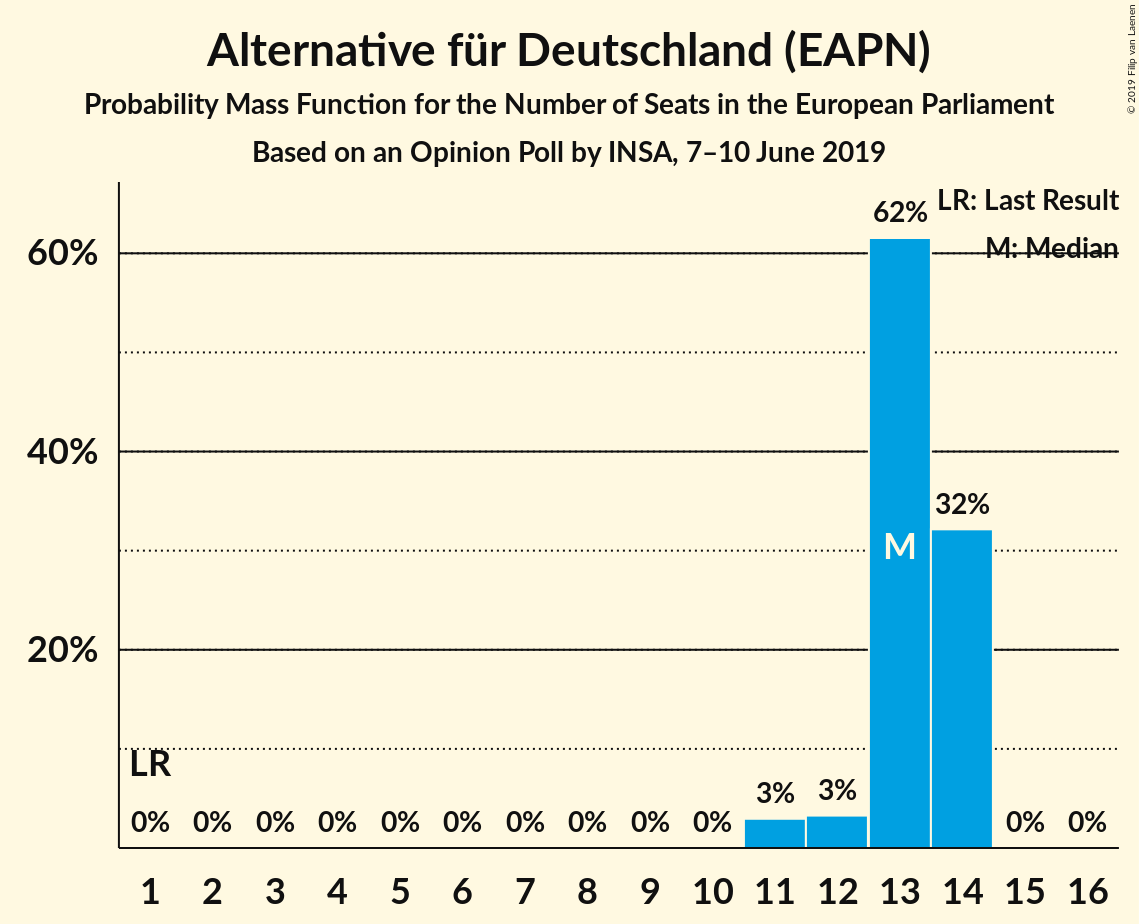 Alternative für Deutschland (EAPN)
Probability Mass Function for the Number of Seats in the European Parliament
Based on an Opinion Poll by INSA, 7–10 June 2019
© 2019 Filip van Laenen
LR: Last Result
M: Median
62%
60%
40%
32%
M
20%
LR
3% 3%
0% 0% 0% 0% 0% 0% 0% 0% 0% 0% 0% 0%
1 2 3 4 5 6 7 8 9 10 11 12 13 14 15 16